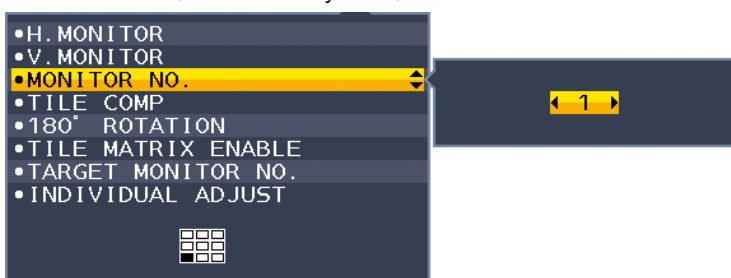 •H.MONITOR
•V.MONITOR
•MONITOR NO.
1
•TILE COMP
•180° ROTATION
•TILE MATRIX ENABLE
•TARGET MONITOR NO.
•INDIVIDUAL ADJUST